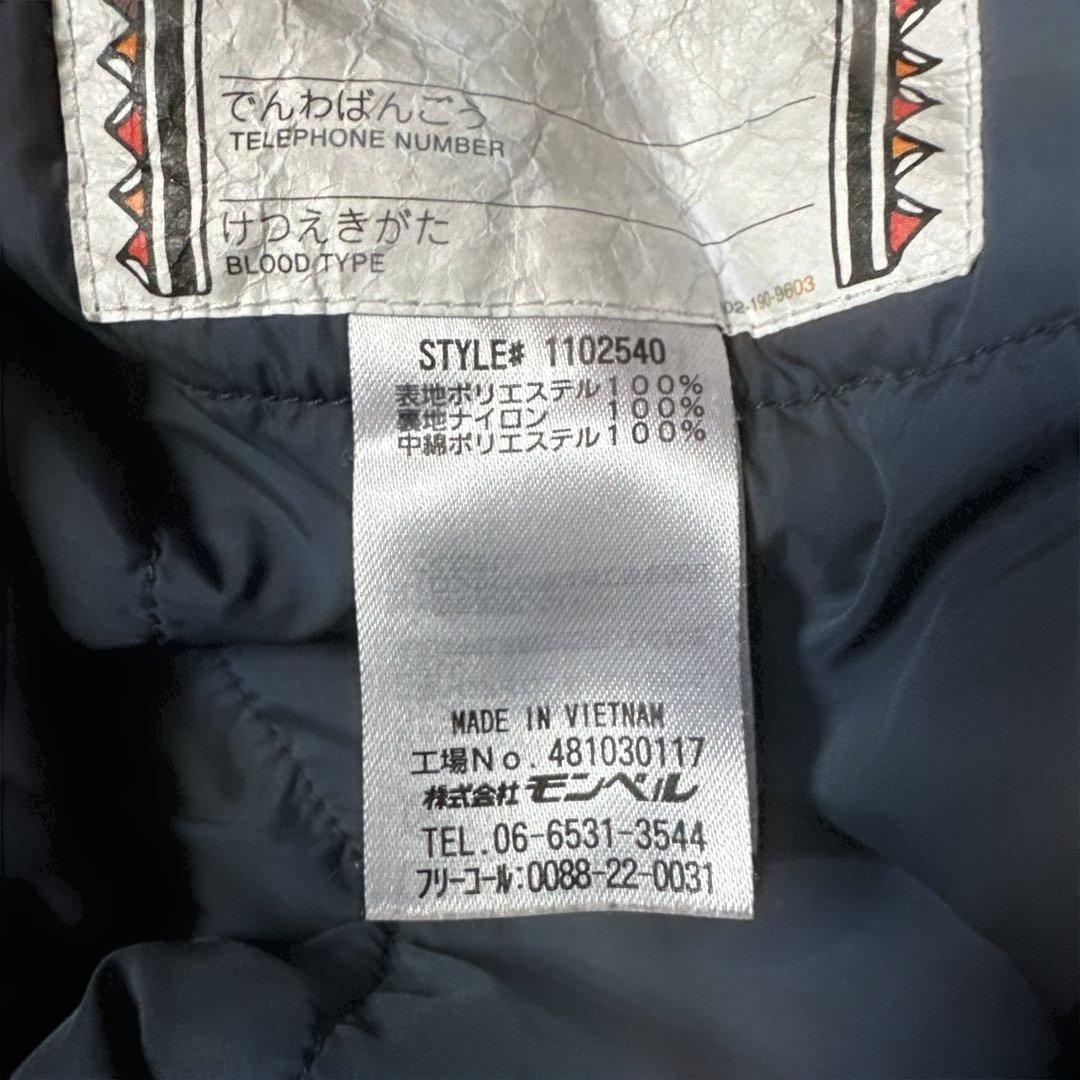 でんわばんごう
TELEPHONE NUMBER
けつえきがた
BLOOD TYPE
02-190-9603
STYLE# 1102540
表地ポリエステル100%
裏地ナイロン 100%
中綿ポリエステル100%
MADE IN VIETNAM
工場No.481030117
株式会社モンベル
TEL.06-6531-3544
フリーコール:0088-22-0031